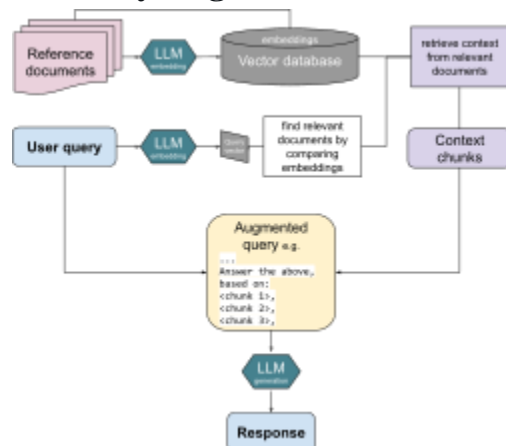 Reference
documents
LLM
embedding
embeddings
Vector database
retrieve context
from relevant
documents
User query
LLM
embedding
Query
vector
find relevant
documents by
comparing
embeddings
Context
chunks
Augmented
query e.g.
...
Answer the above,
based on:
<chunk 1>,
<chunk 2>,
<chunk 3>,
LLM
generation
Response